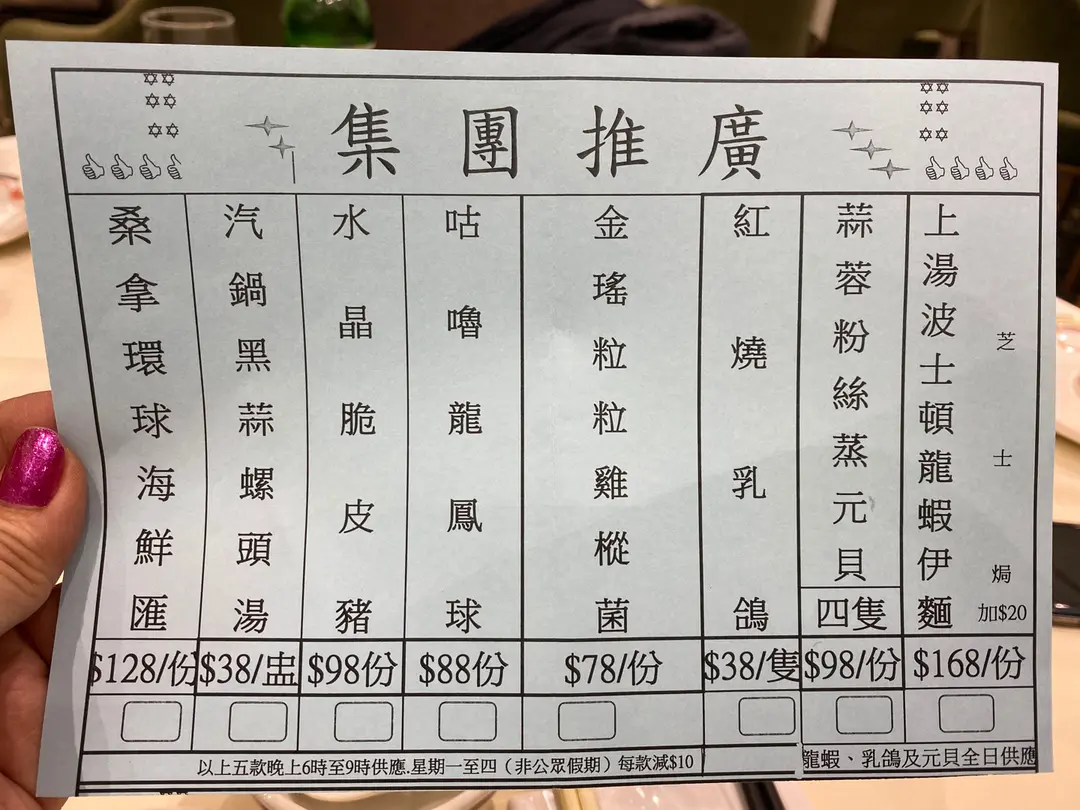 集團推廣
上湯波士頓龍蝦伊麵
芝士焗
加$20
$168/份
蒜蓉粉絲蒸元貝
四隻
$98/份
紅燒乳鴿
$38/隻
金瑤粒粒雞樅菌
$78/份
咕嚕龍鳳球
$88份
水晶脆皮豬
$98份
汽鍋黑蒜螺頭湯
$38/盅
桑拿環球海鮮匯
$128/份
以上五款晚上6時至9時供應.星期一至四（非公眾假期）每款減$10
龍蝦、乳鴿及元貝全日供應